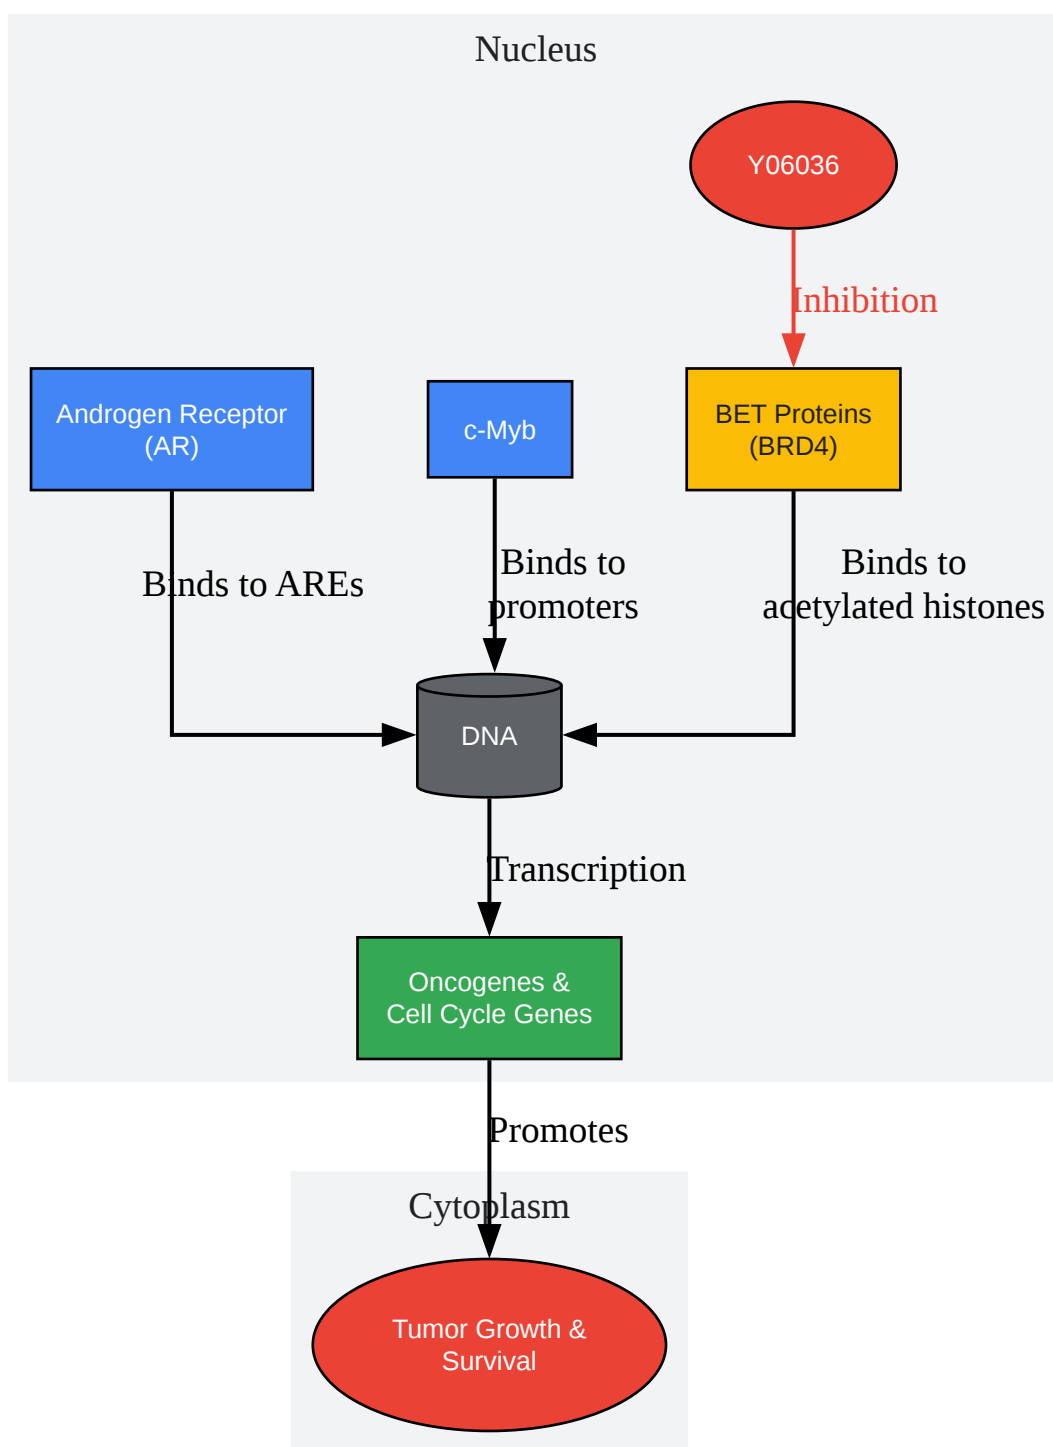 Nucleus
Y06036
Inhibition
Androgen Receptor
(AR)
c-Myb
BET Proteins
(BRD4)
Binds to AREs
Binds to
promoters
Binds to
acetylated histones
DNA
Transcription
Oncogenes &
Cell Cycle Genes
Promotes
Cytoplasm
Tumor Growth &
Survival